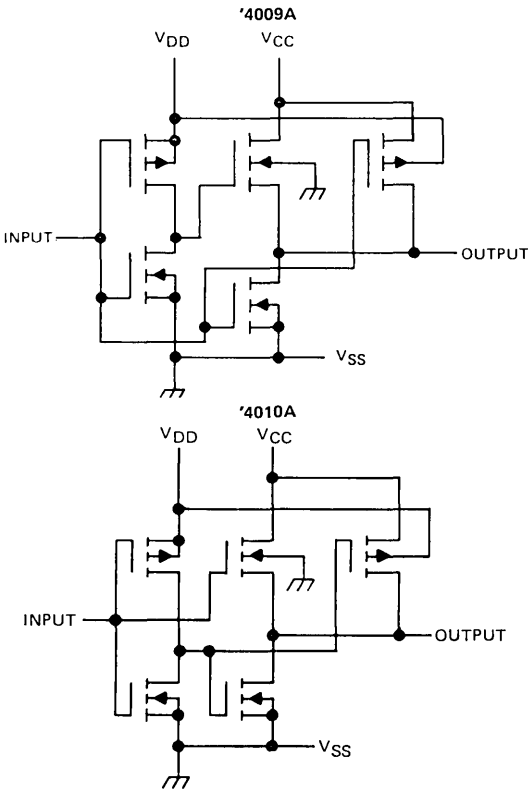 '4009A
VDD
VCC
INPUT
OUTPUT
VSS
'4010A
VDD
VCC
INPUT
OUTPUT
VSS